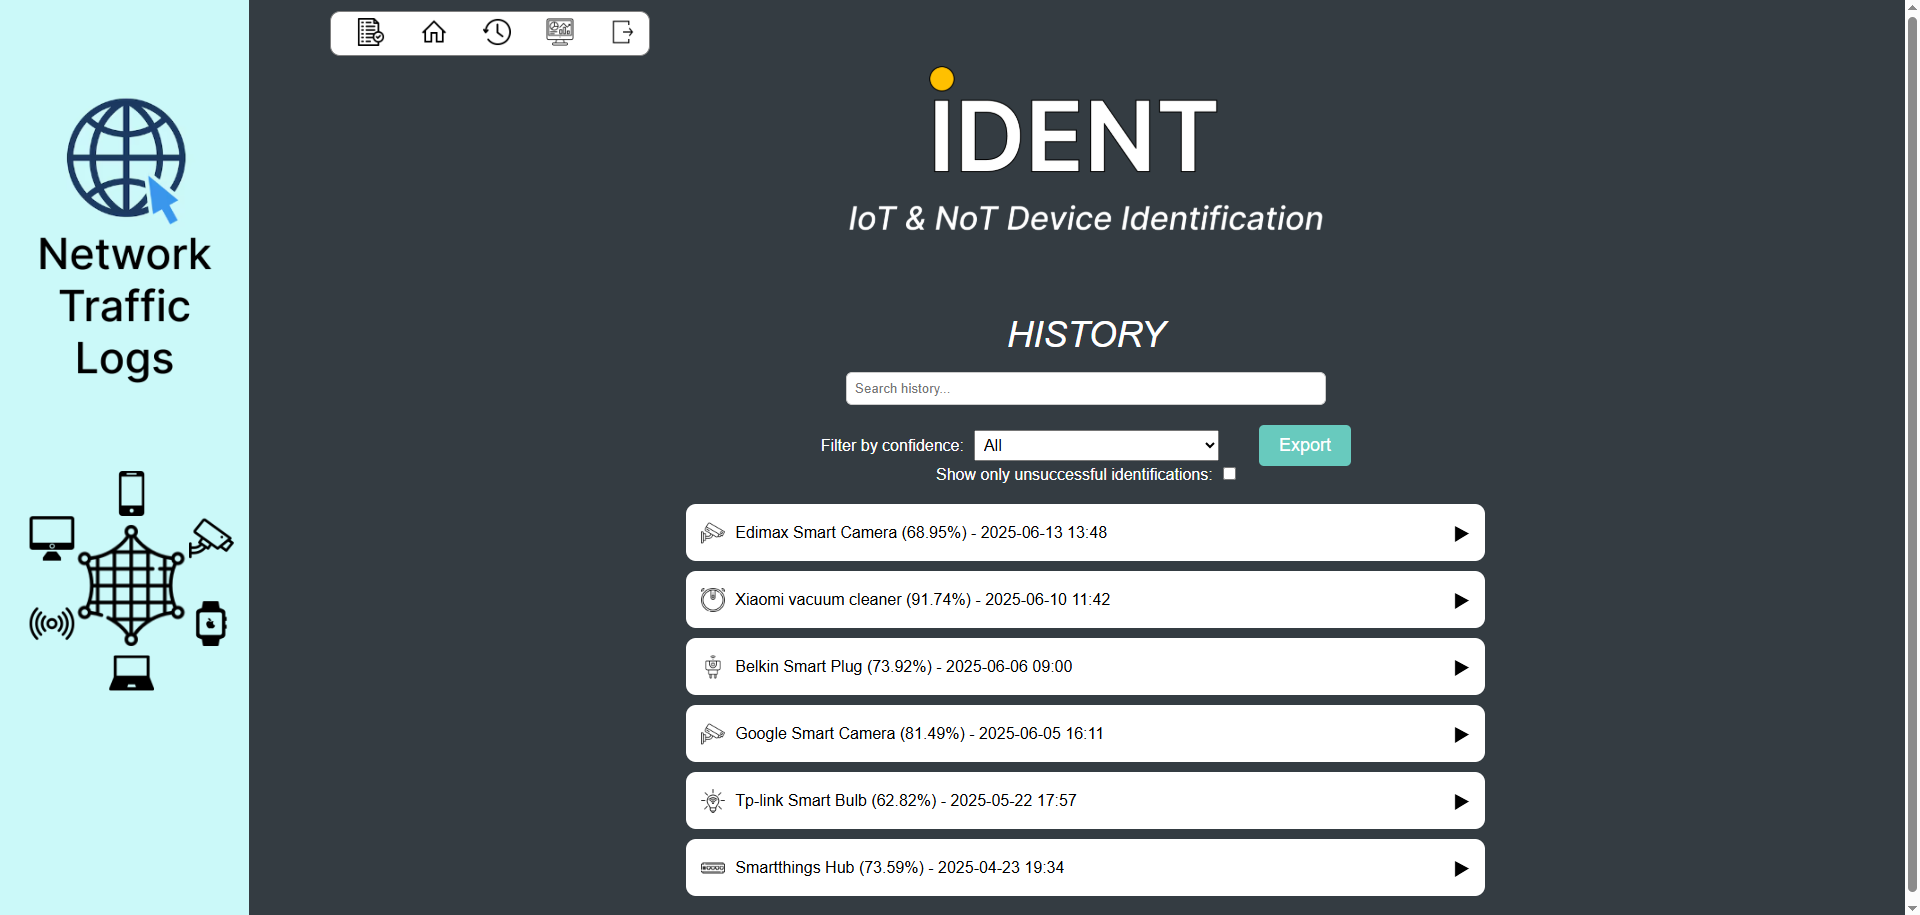 Network
Traffic
Logs
iDENT
IoT & NoT Device Identification
HISTORY
Search history...
Filter by confidence: All Export
Show only unsuccessful identifications:
Edimax Smart Camera (68.95%) - 2025-06-13 13:48
Xiaomi vacuum cleaner (91.74%) - 2025-06-10 11:42
Belkin Smart Plug (73.92%) - 2025-06-06 09:00
Google Smart Camera (81.49%) - 2025-06-05 16:11
Tp-link Smart Bulb (62.82%) - 2025-05-22 17:57
Smartthings Hub (73.59%) - 2025-04-23 19:34